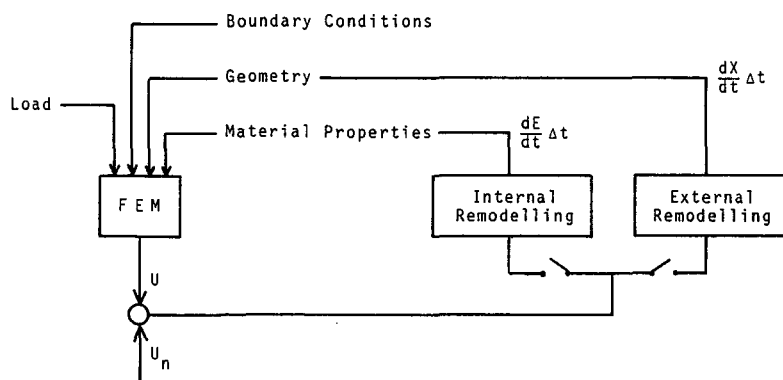 Boundary Conditions
Geometry
dX/dt Δt
Load
Material Properties
dE/dt Δt
FEM
Internal Remodelling
External Remodelling
U
Un